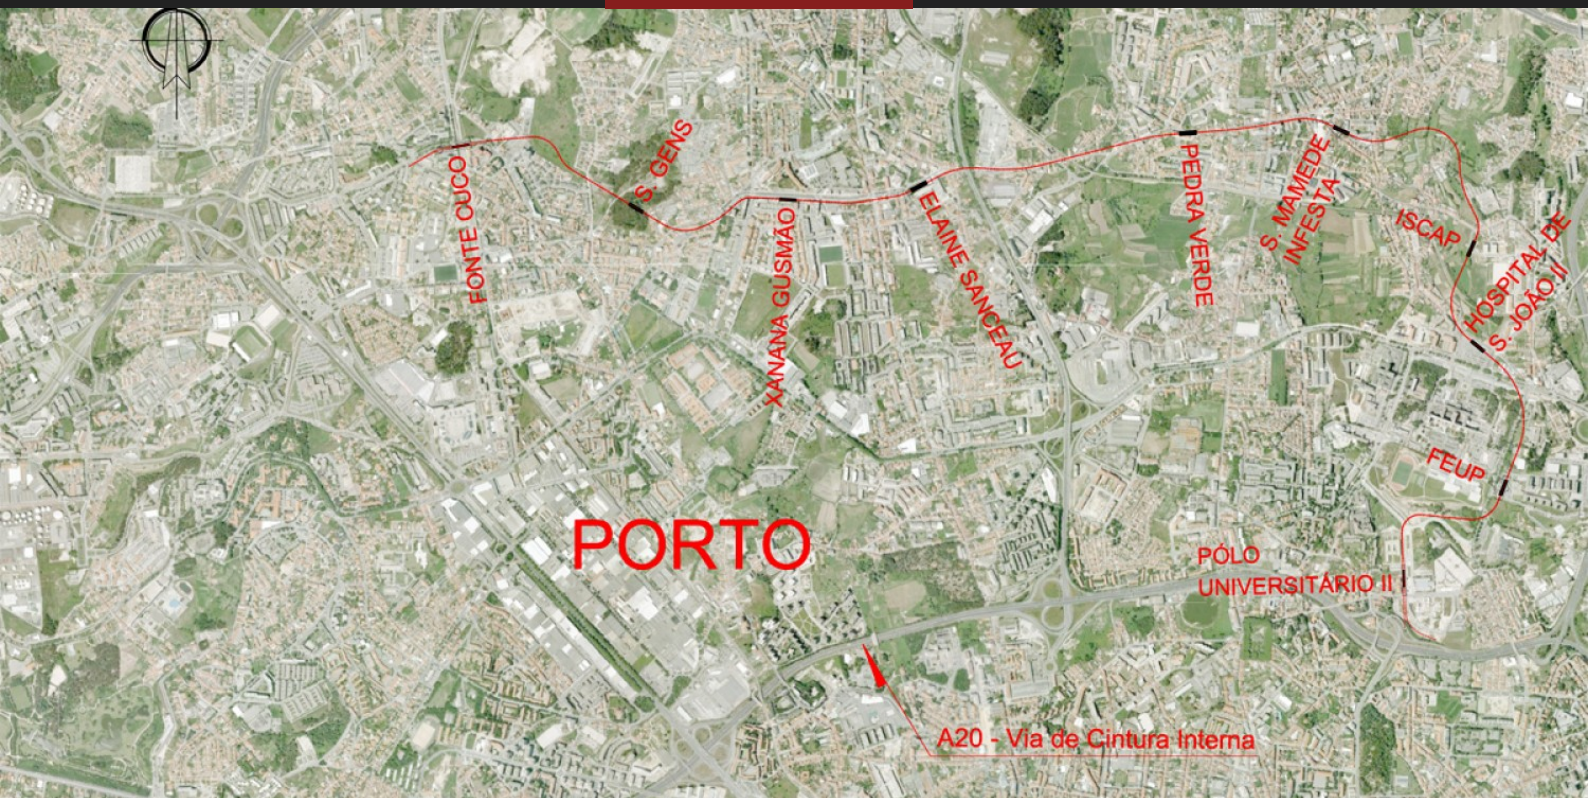 FONTE CUCO
S. GENS
XANANA GUSMÃO
ELAINE SANCEAU
PEDRA VERDE
S. MAMEDE
INFESTA
ISCAP
HOSPITAL DE
S. JOÃO II
FEUP
PÓLO
UNIVERSITÁRIO II
PORTO
A20 - Via de Cintura Interna